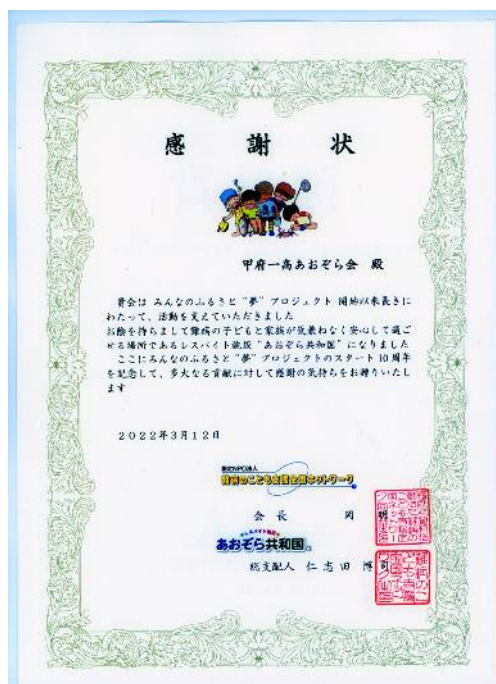 感謝状
甲府一高あおぞら会 殿
貴会は みんなのふるさと“夢”プロジェクト 開始以来長きに
わたって、活動を支えていただきました
お陰を持ちまして難病の子どもと家族が気兼ねなく安心して過ご
せる場所であるレスパイト施設“あおぞら共和国”になりました
ここにみんなのふるさと“夢”プロジェクトのスタート10周年
を記念して、多大なる貢献に対して感謝の気持ちをお贈りいたし
ます
2022年3月12日
認定NPO法人
難病のこども支援全国ネットワーク
会長 岡 明
あおぞら共和国。
総支配人 仁志田 博司